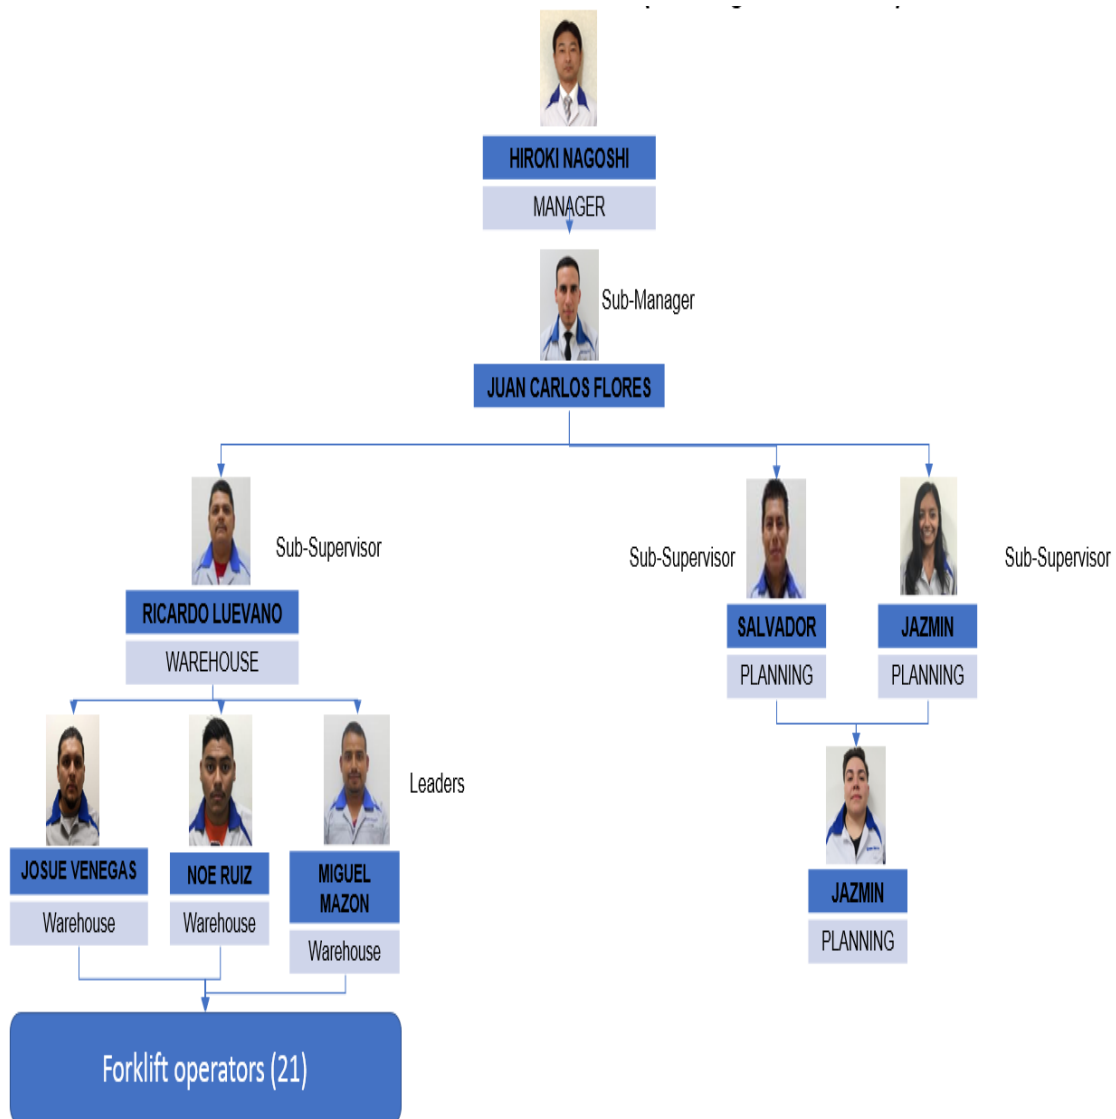 HIROKI NAGOSHI
MANAGER
Sub-Manager
JUAN CARLOS FLORES
Sub-Supervisor
Sub-Supervisor
Sub-Supervisor
RICARDO LUEVANO
WAREHOUSE
SALVADOR
JAZMIN
PLANNING
PLANNING
Leaders
JOSUE VENEGAS
NOE RUIZ
MIGUEL
MAZON
Warehouse
Warehouse
Warehouse
JAZMIN
PLANNING
Forklift operators (21)